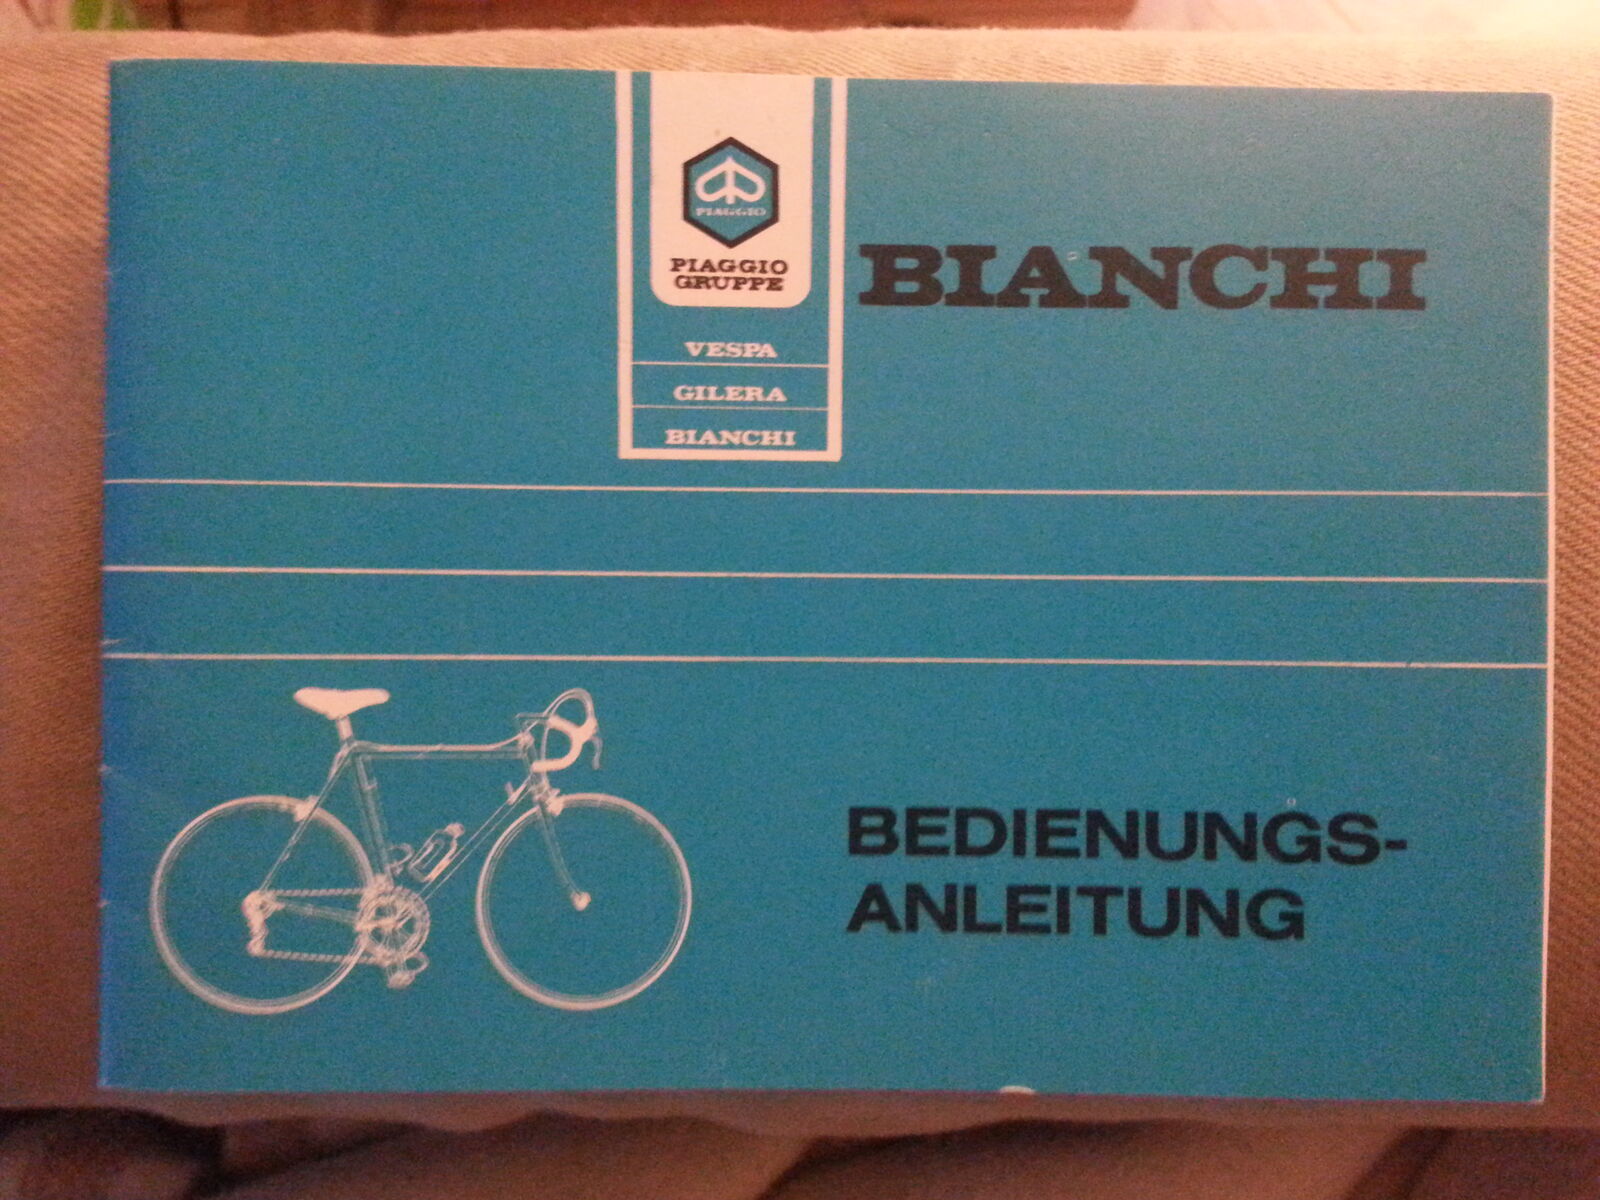 PIAGGIO
PIAGGIO
GRUPPE
VESPA
GILERA
BIANCHI
BIANCHI
BEDIENUNGS-
ANLEITUNG